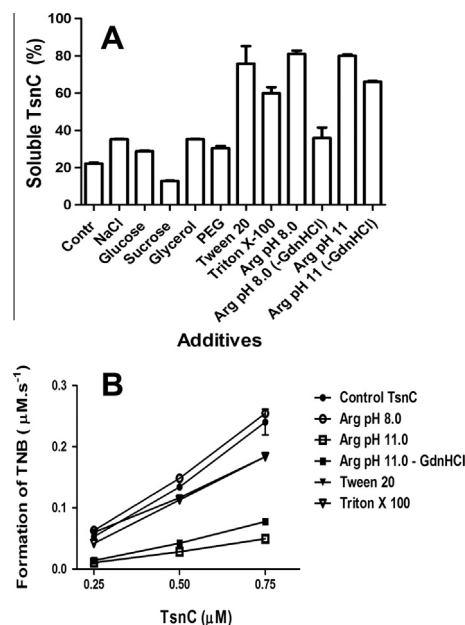 A
Soluble TsnC (%)
100
80
60
40
20
0
Contr
NaCl
Glucose
Sucrose
Glycerol
PEG
Tween 20
Triton X-100
Arg pH 8.0
Arg pH 8.0 (-GdnHCl)
Arg pH 11
Arg pH 11 (-GdnHCl)
Additives
B
Formation of TNB ( μM.s-¹)
0.3
0.2
0.1
0.0
0.25
0.50
0.75
TsnC (μM)
Control TsnC
Arg pH 8.0
Arg pH 11.0
Arg pH 11.0 - GdnHCl
Tween 20
Triton X 100